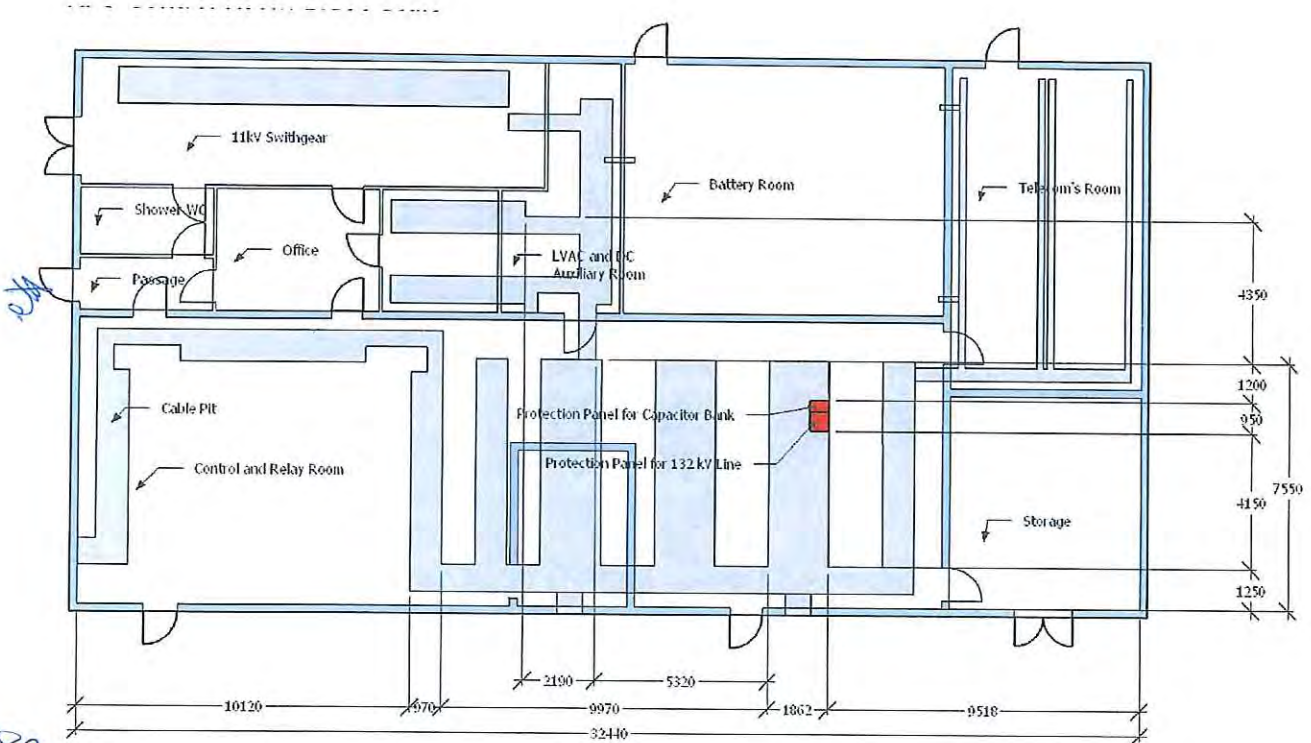 11kV Swithgear
Battery Room
Telecom's Room
Shower WC
Office
Passage
LVAC and DC
Auxiliary Room
4350
1200
Cable Pit
Protection Panel for Capacitor Bank
950
Control and Relay Room
Protection Panel for 132 kV Line
4150
7550
Storage
1250
2190
5320
10120
970
9970
1862
9518
32440